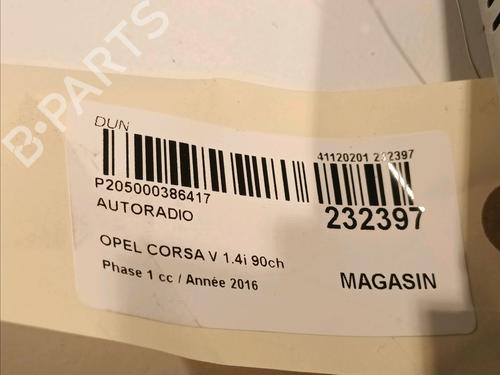 B·PARTS
DUN
41120201 232397
P205000386417
232397
AUTORADIO
OPEL CORSA V 1.4i 90ch
Phase 1 cc / Année 2016
MAGASIN